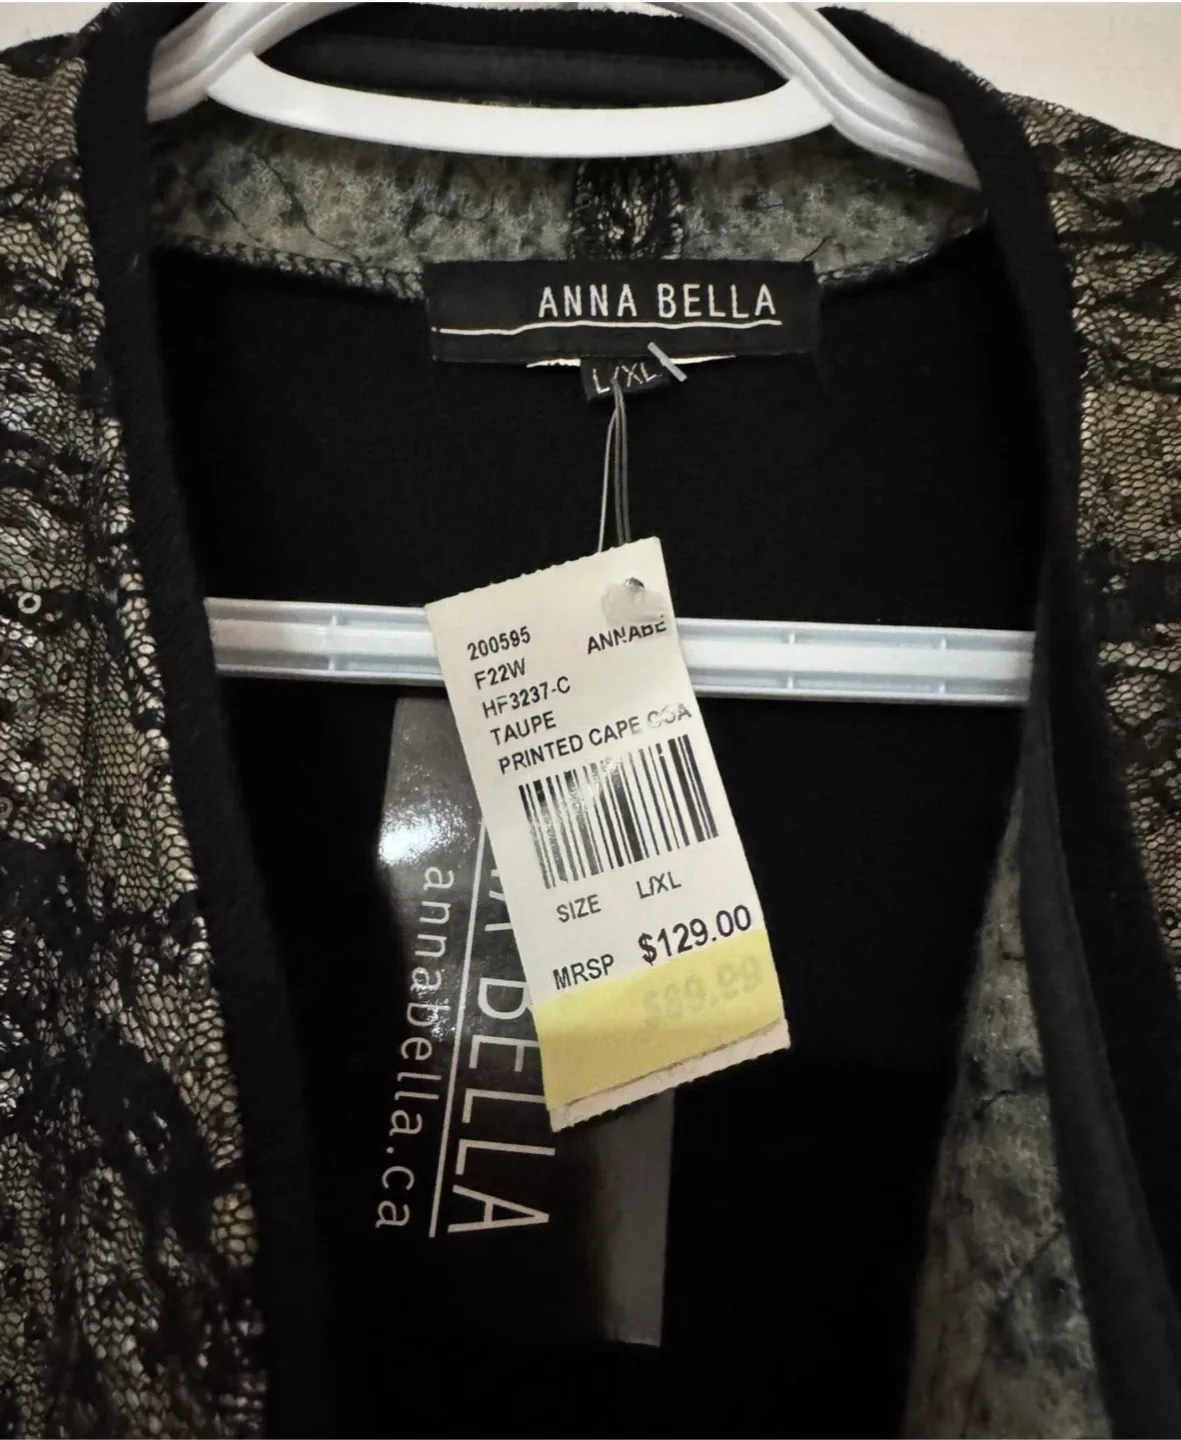 ANNA BELLA
L/XL
200595 ANNABE
F22W
HF3237-C
TAUPE
PRINTED CAPE COA
SIZE L/XL
MRSP $129.00
BELLA
annabella.ca